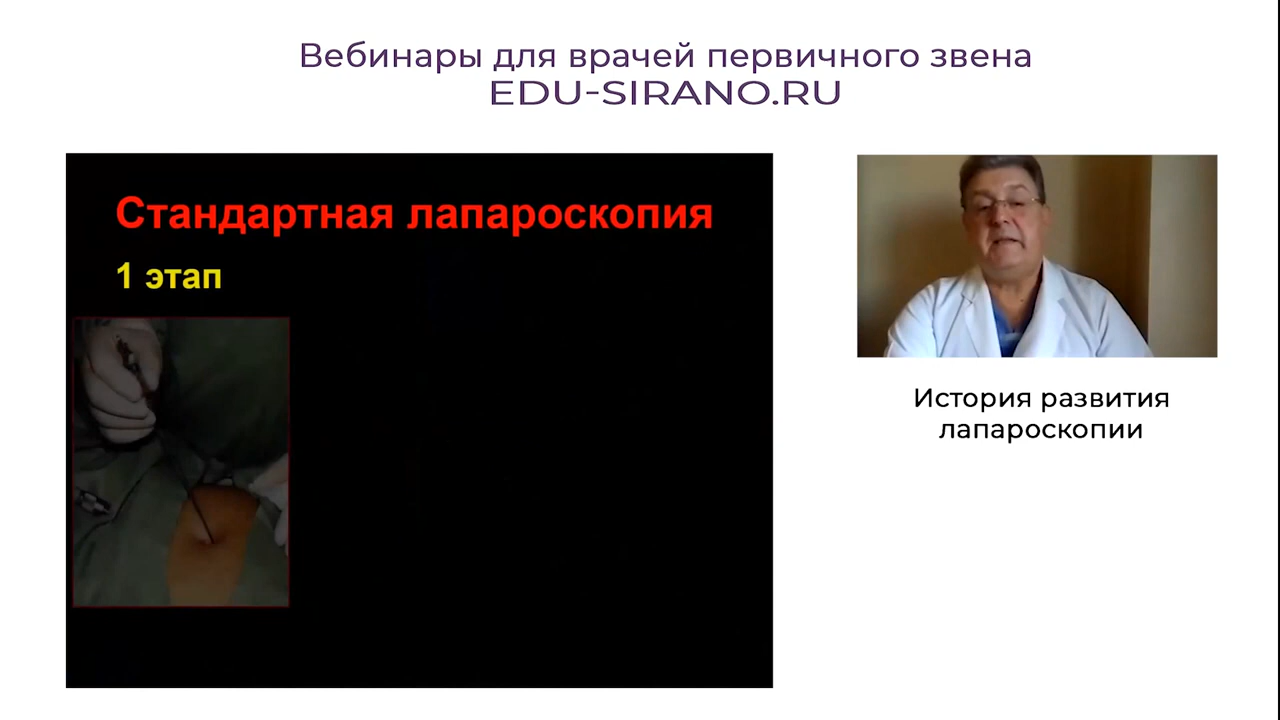 Вебинары для врачей первичного звена
EDU-SIRANO.RU
Стандартная лапароскопия
1 этап
История развития
лапароскопии